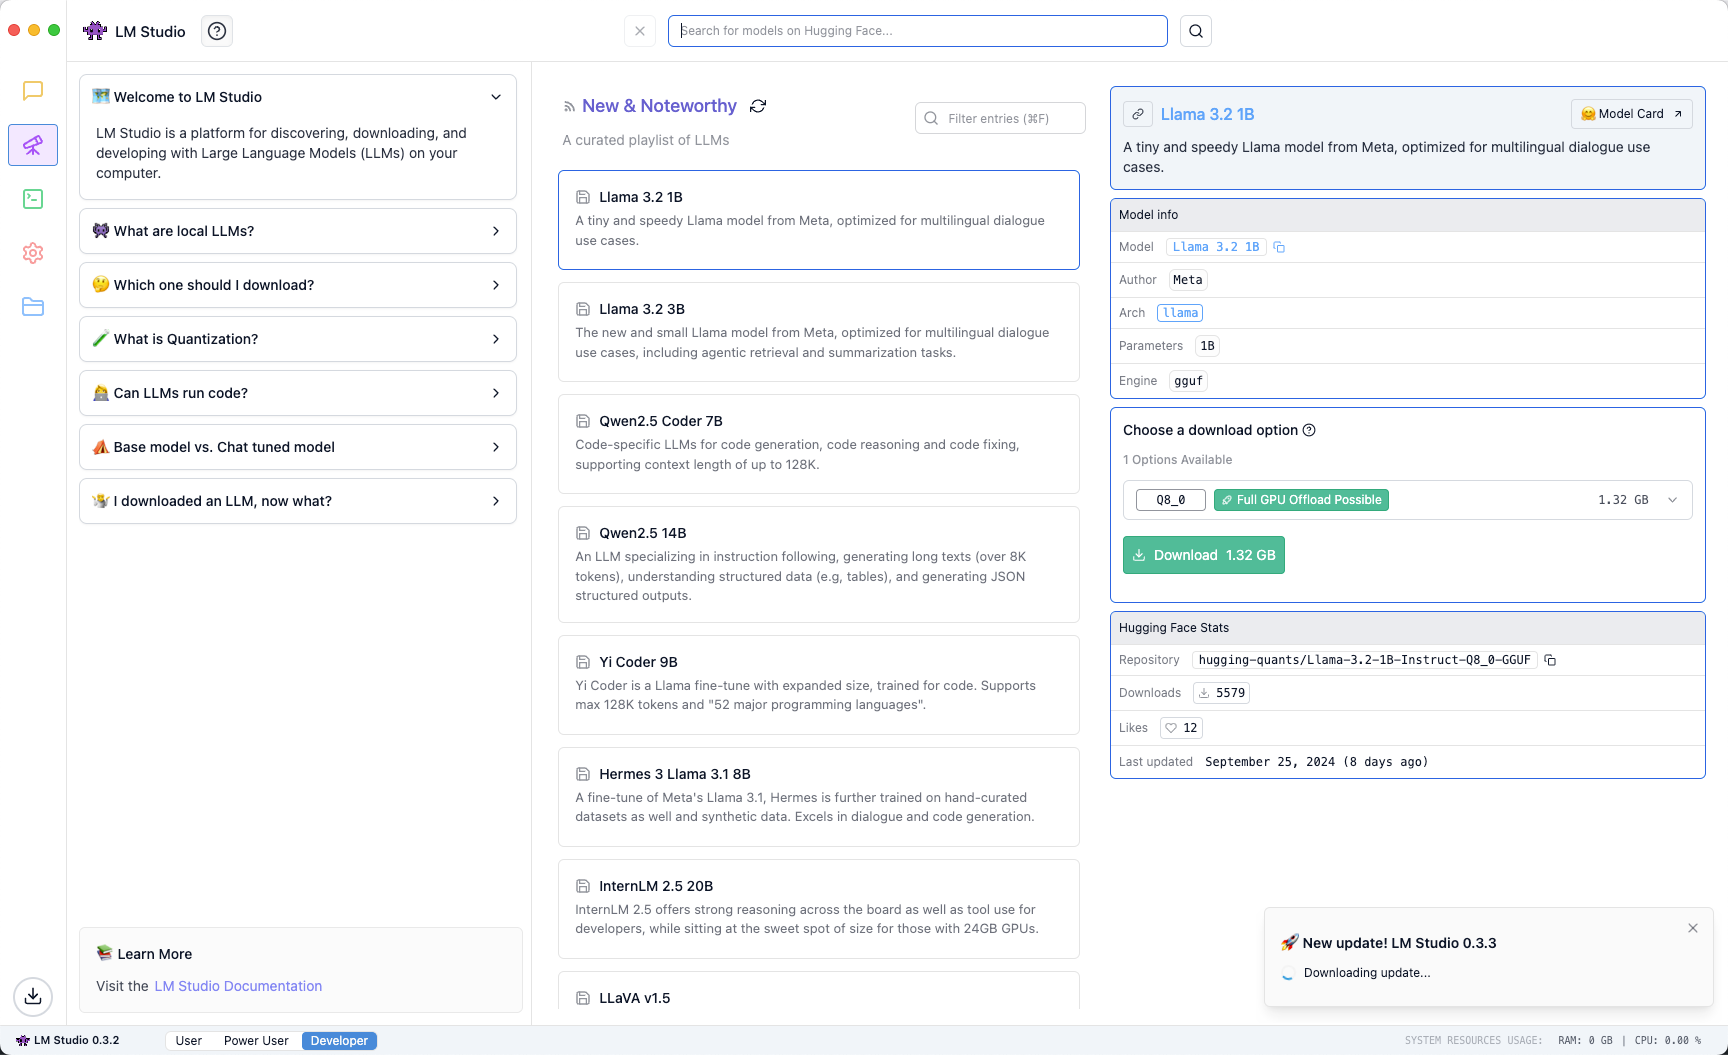 LM Studio
Search for models on Hugging Face...
Welcome to LM Studio
LM Studio is a platform for discovering, downloading, and
developing with Large Language Models (LLMs) on your
computer.
What are local LLMs?
Which one should I download?
What is Quantization?
Can LLMs run code?
Base model vs. Chat tuned model
I downloaded an LLM, now what?
Learn More
Visit the LM Studio Documentation
New & Noteworthy
Filter entries (⌘F)
A curated playlist of LLMs
Llama 3.2 1B
A tiny and speedy Llama model from Meta, optimized for multilingual dialogue
use cases.
Llama 3.2 3B
The new and small Llama model from Meta, optimized for multilingual dialogue
use cases, including agentic retrieval and summarization tasks.
Qwen2.5 Coder 7B
Code-specific LLMs for code generation, code reasoning and code fixing,
supporting context length of up to 128K.
Qwen2.5 14B
An LLM specializing in instruction following, generating long texts (over 8K
tokens), understanding structured data (e.g, tables), and generating JSON
structured outputs.
Yi Coder 9B
Yi Coder is a Llama fine-tune with expanded size, trained for code. Supports
max 128K tokens and "52 major programming languages".
Hermes 3 Llama 3.1 8B
A fine-tune of Meta's Llama 3.1, Hermes is further trained on hand-curated
datasets as well and synthetic data. Excels in dialogue and code generation.
InternLM 2.5 20B
InternLM 2.5 offers strong reasoning across the board as well as tool use for
developers, while sitting at the sweet spot of size for those with 24GB GPUs.
LLaVA v1.5
Llama 3.2 1B
Model Card
A tiny and speedy Llama model from Meta, optimized for multilingual dialogue use
cases.
Model info
Model Llama 3.2 1B
Author Meta
Arch llama
Parameters 1B
Engine gguf
Choose a download option
1 Options Available
Q8_0 Full GPU Offload Possible 1.32 GB
Download 1.32 GB
Hugging Face Stats
Repository hugging-quants/Llama-3.2-1B-Instruct-Q8_0-GGUF
Downloads 5579
Likes 12
Last updated September 25, 2024 (8 days ago)
New update! LM Studio 0.3.3
Downloading update...
LM Studio 0.3.2 User Power User Developer
SYSTEM RESOURCES USAGE: RAM: 0 GB | CPU: 0.00 %